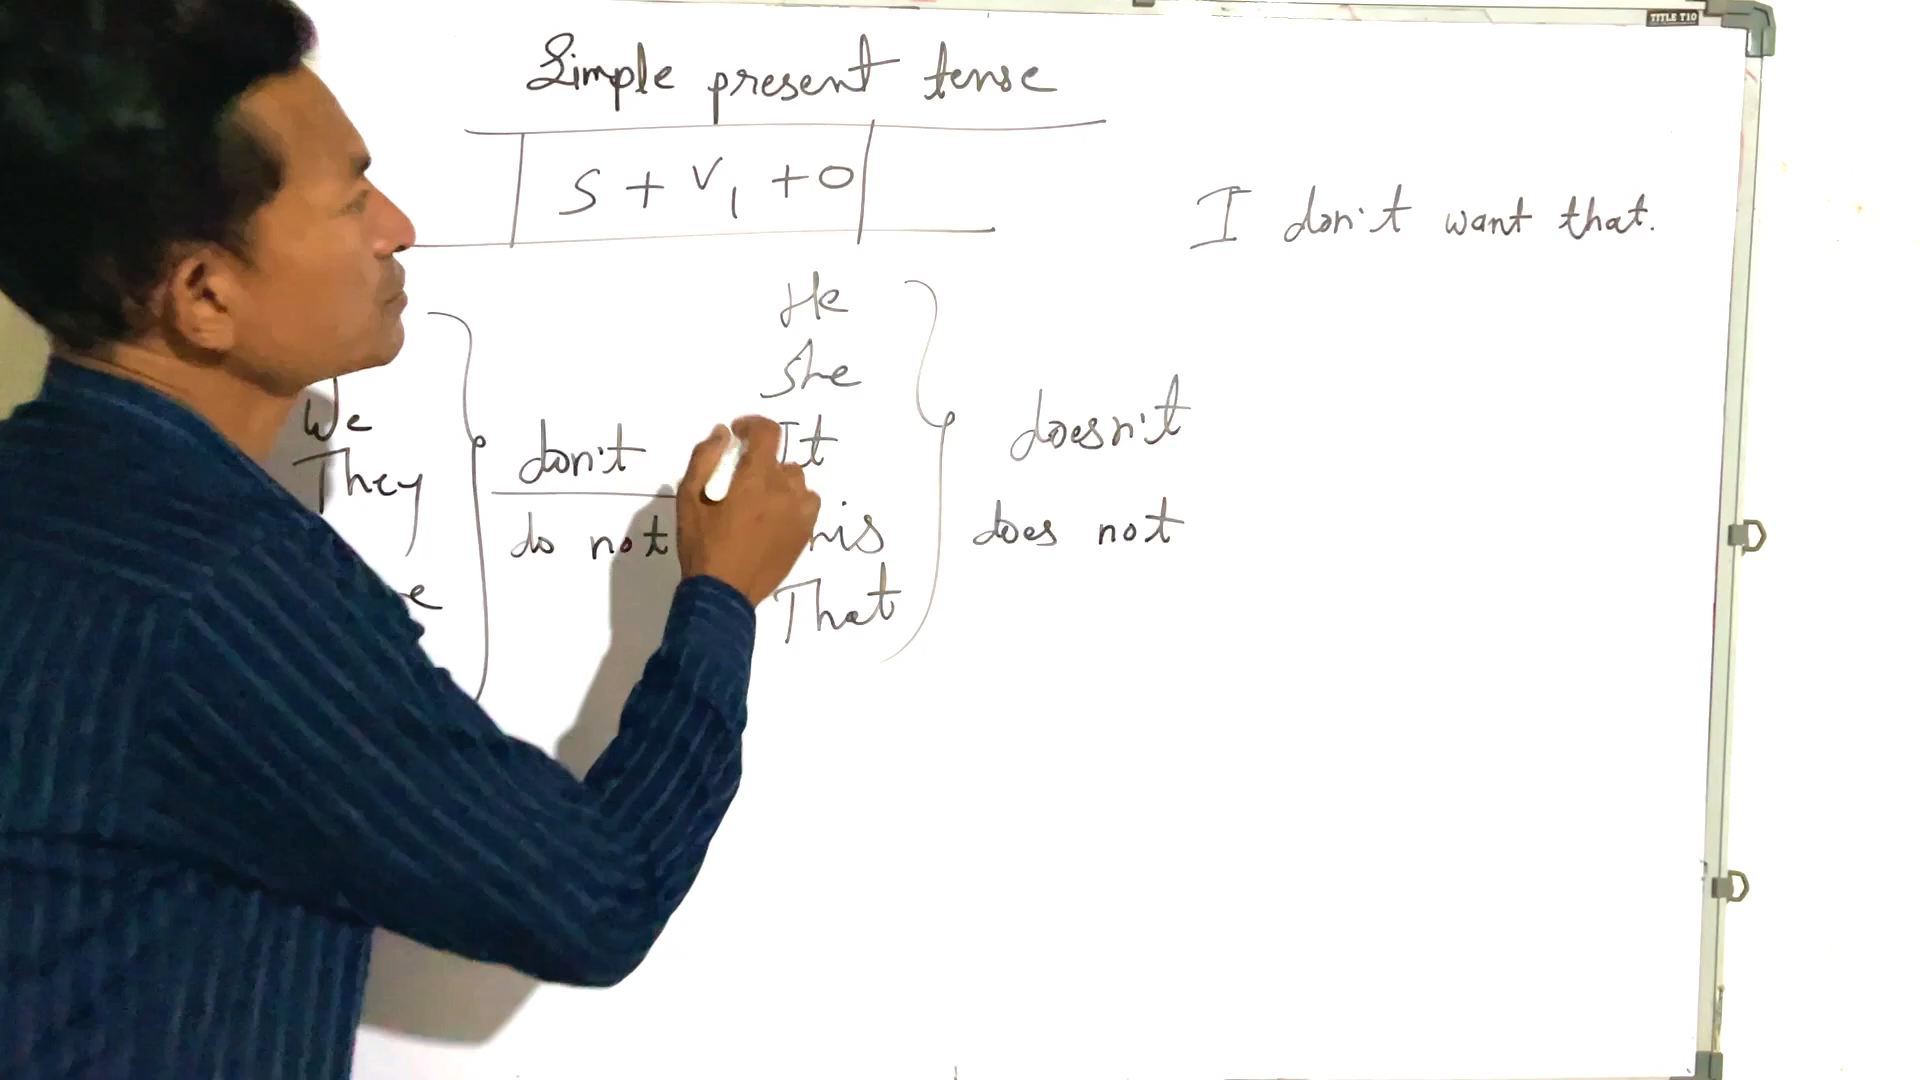 TITLE T10
Simple present tense
S + V1 + O
I don't want that.
We
They
don't
do not
He
She
It
That
doesn't
does not